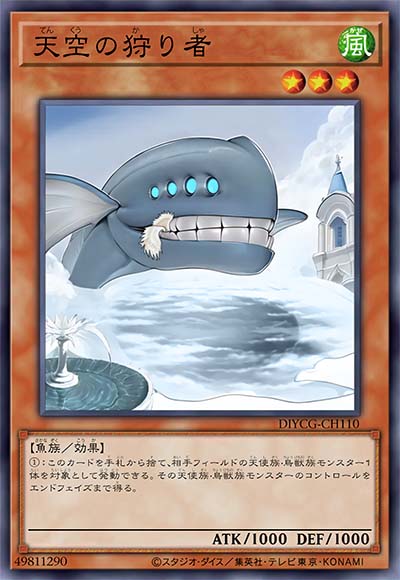 天空の狩り者
風
DIYCG-CH110
【魚族／効果】
①：このカードを手札から捨て、相手フィールドの天使族・鳥獣族モンスター1
体を対象として発動できる。その天使族・鳥獣族モンスターのコントロールを
エンドフェイズまで得る。
ATK/1000 DEF/1000
49811290
©スタジオ・ダイス／集英社・テレビ東京・KONAMI